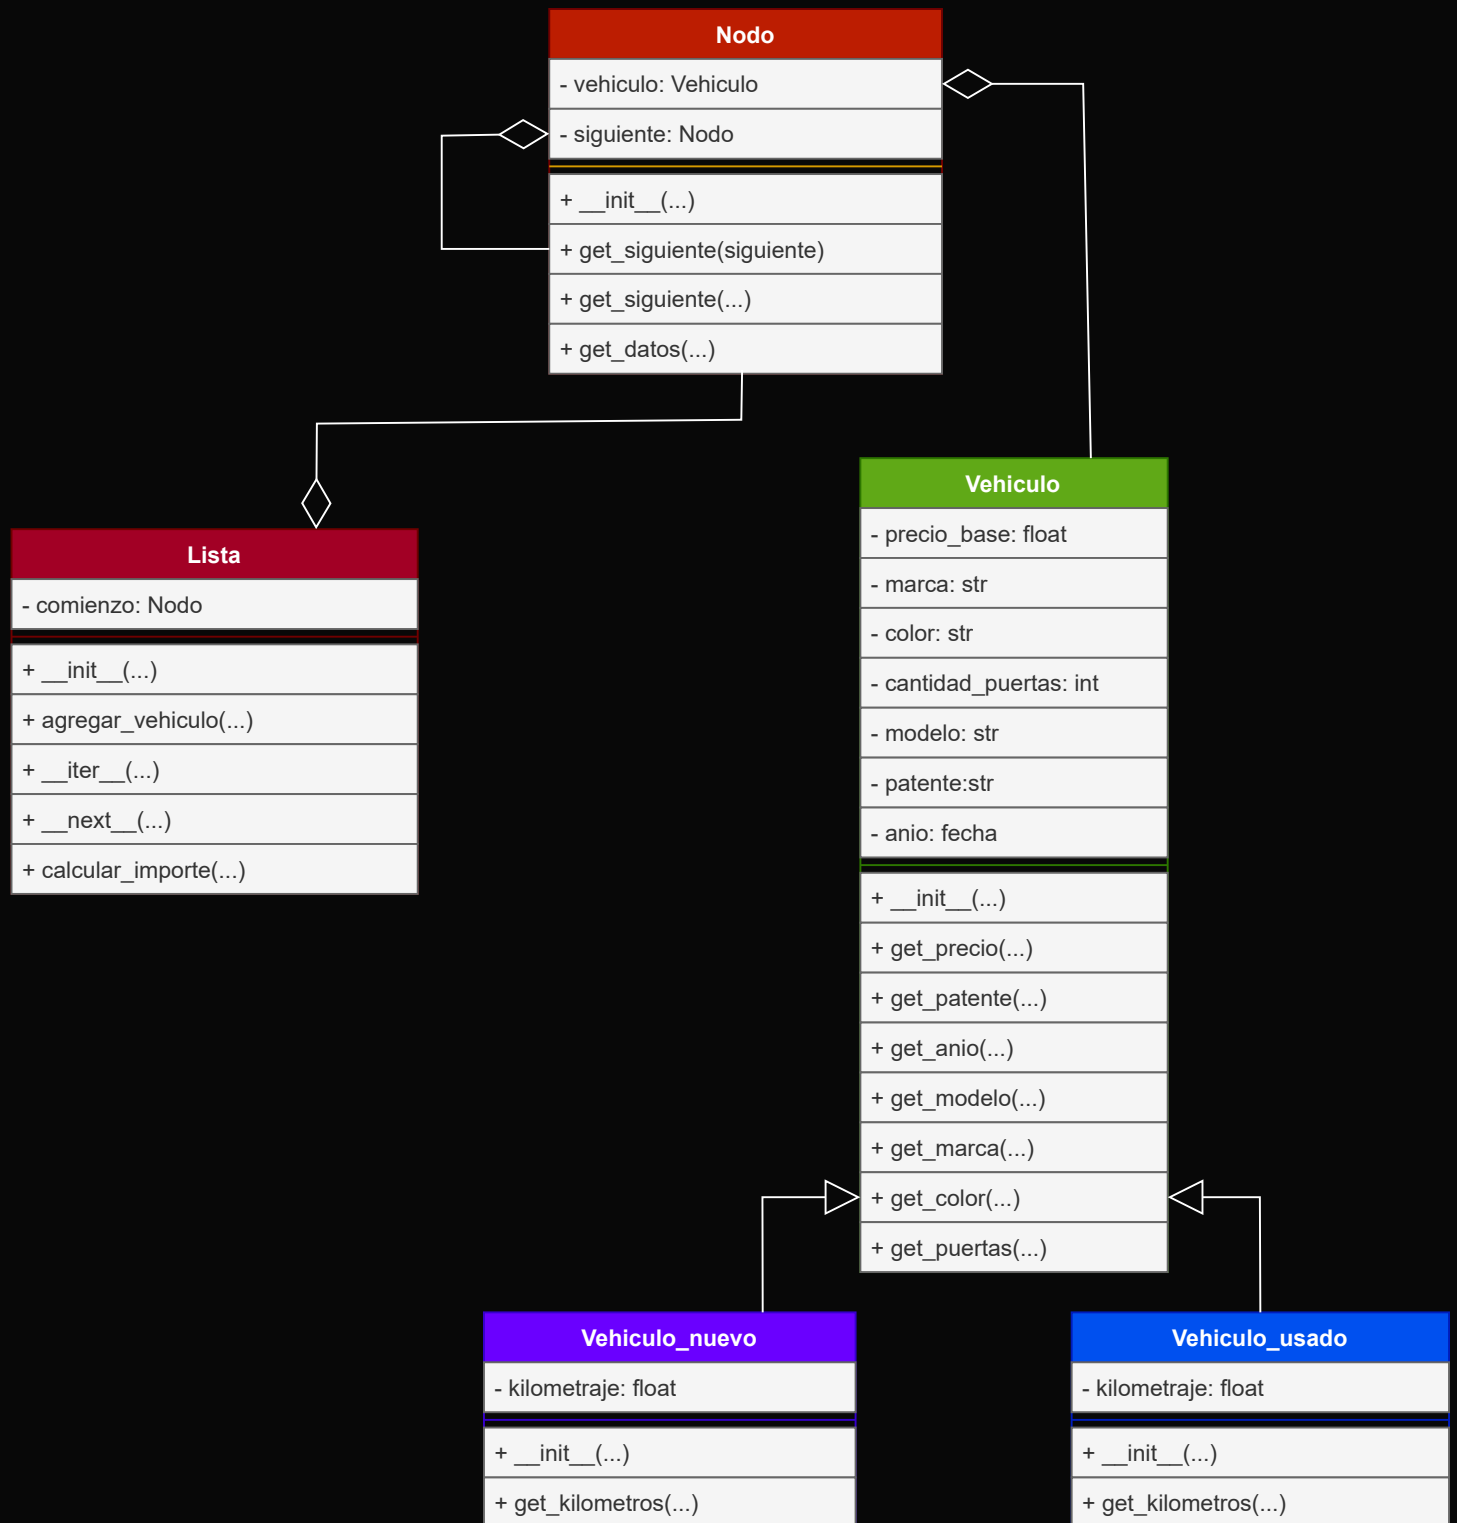 Nodo
- vehiculo: Vehiculo
- siguiente: Nodo
+ __init__(...)
+ get_siguiente(siguiente)
+ get_siguiente(...)
+ get_datos(...)
Lista
- comienzo: Nodo
+ __init__(...)
+ agregar_vehiculo(...)
+ __iter__(...)
+ __next__(...)
+ calcular_importe(...)
Vehiculo
- precio_base: float
- marca: str
- color: str
- cantidad_puertas: int
- modelo: str
- patente:str
- anio: fecha
+ __init__(...)
+ get_precio(...)
+ get_patente(...)
+ get_anio(...)
+ get_modelo(...)
+ get_marca(...)
+ get_color(...)
+ get_puertas(...)
Vehiculo_nuevo
- kilometraje: float
+ __init__(...)
+ get_kilometros(...)
Vehiculo_usado
- kilometraje: float
+ __init__(...)
+ get_kilometros(...)